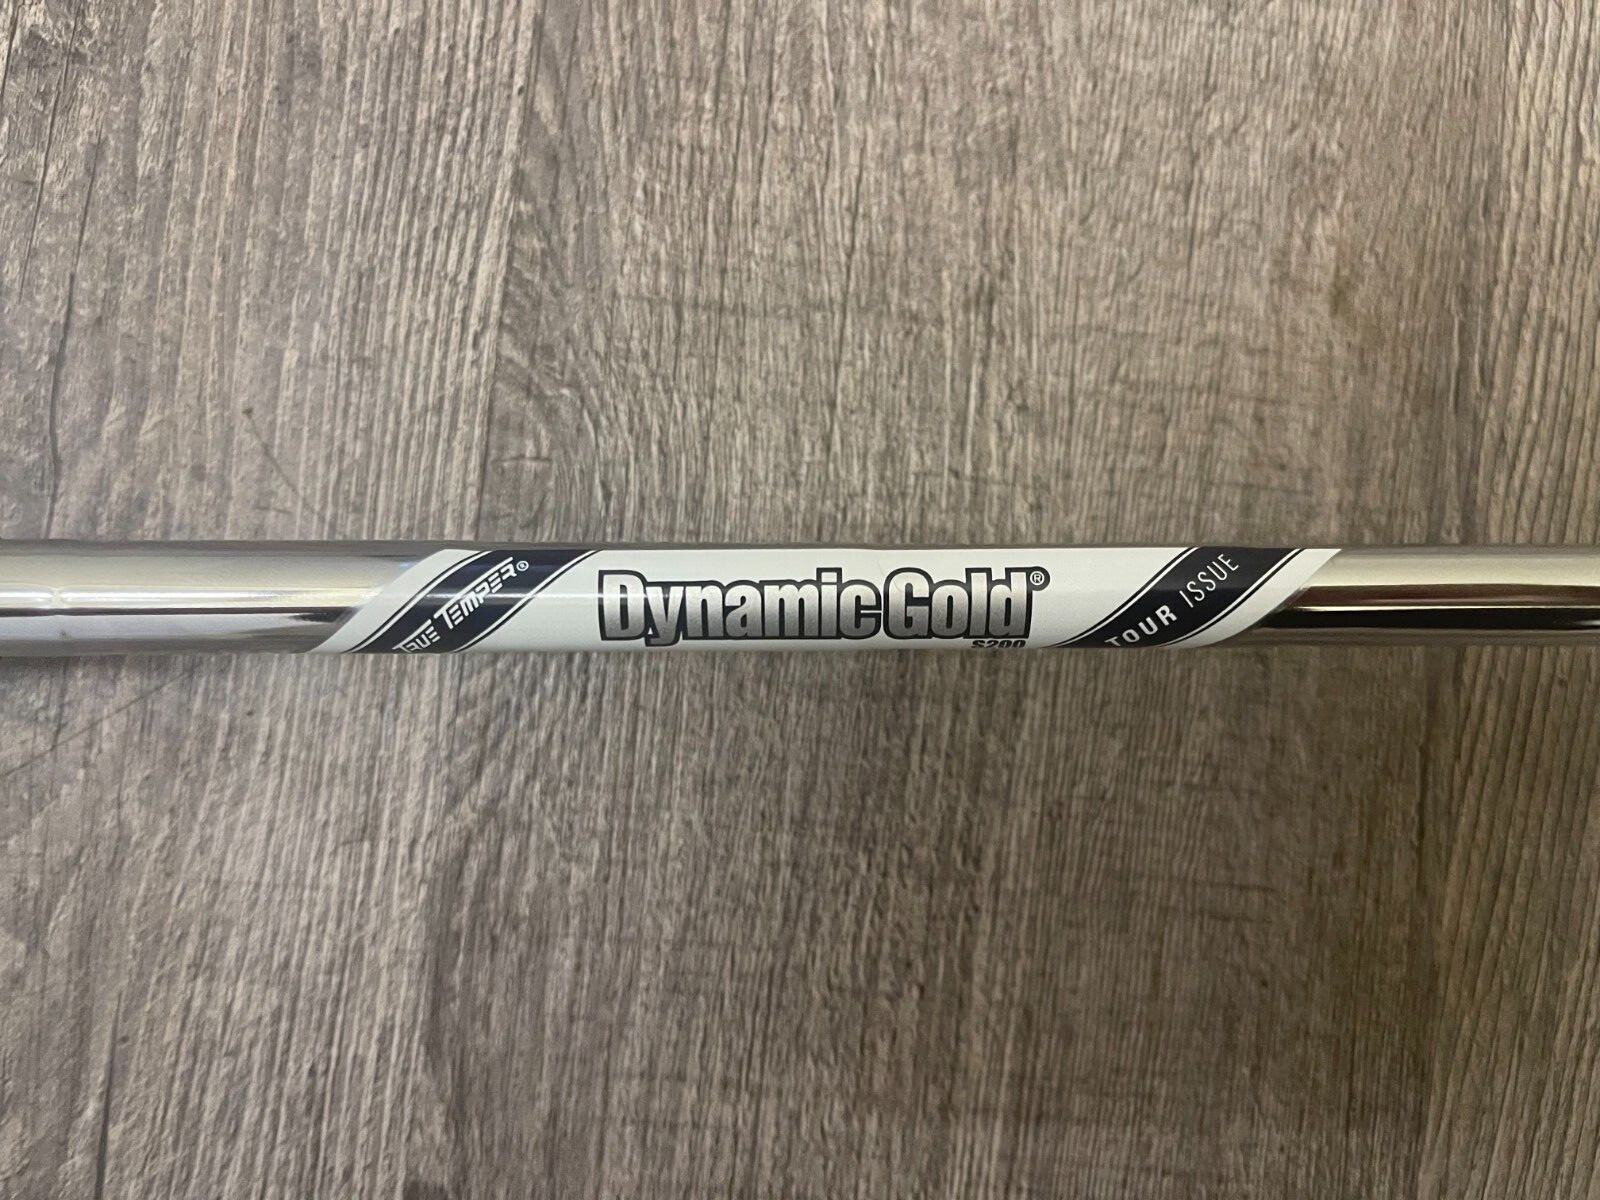 TRUE TEMPER®
Dynamic Gold®
S200
TOUR ISSUE